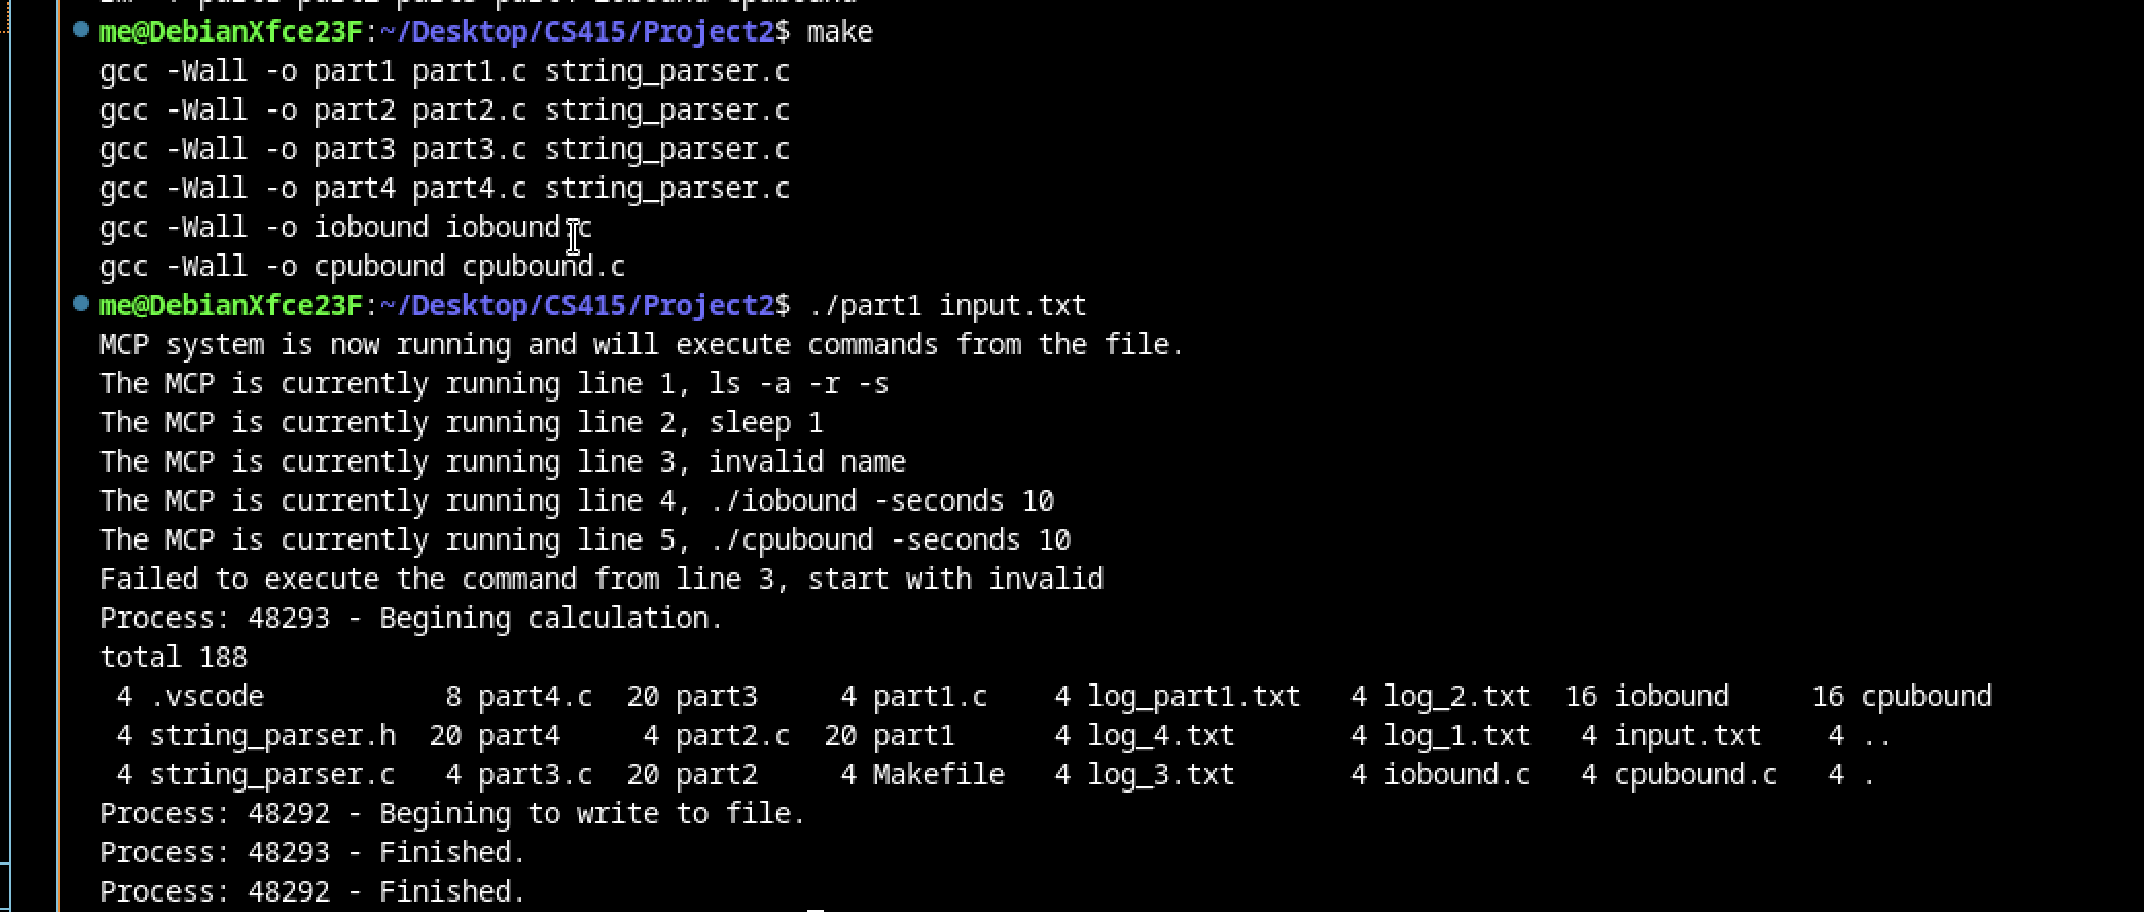 me@DebianXfce23F:~/Desktop/CS415/Project2$ make
gcc -Wall -o part1 part1.c string_parser.c
gcc -Wall -o part2 part2.c string_parser.c
gcc -Wall -o part3 part3.c string_parser.c
gcc -Wall -o part4 part4.c string_parser.c
gcc -Wall -o iobound iobound.c
gcc -Wall -o cpubound cpubound.c
me@DebianXfce23F:~/Desktop/CS415/Project2$ ./part1 input.txt
MCP system is now running and will execute commands from the file.
The MCP is currently running line 1, ls -a -r -s
The MCP is currently running line 2, sleep 1
The MCP is currently running line 3, invalid name
The MCP is currently running line 4, ./iobound -seconds 10
The MCP is currently running line 5, ./cpubound -seconds 10
Failed to execute the command from line 3, start with invalid
Process: 48293 - Begining calculation.
total 188
 4 .vscode           8 part4.c  20 part3     4 part1.c    4 log_part1.txt   4 log_2.txt  16 iobound     16 cpubound
 4 string_parser.h  20 part4     4 part2.c  20 part1      4 log_4.txt       4 log_1.txt   4 input.txt    4 ..
 4 string_parser.c   4 part3.c  20 part2     4 Makefile   4 log_3.txt       4 iobound.c   4 cpubound.c   4 .
Process: 48292 - Begining to write to file.
Process: 48293 - Finished.
Process: 48292 - Finished.